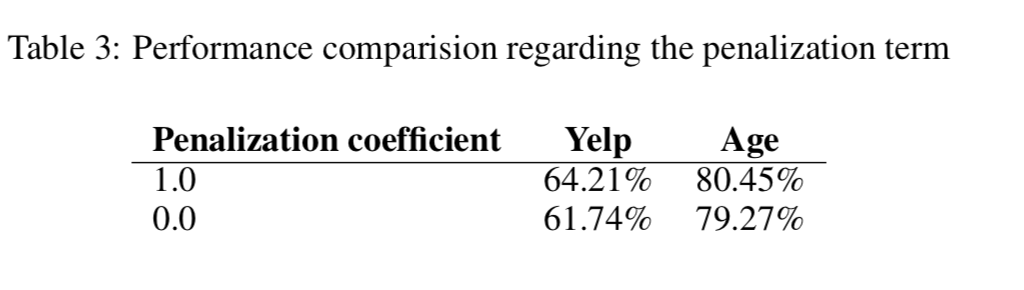 Table 3: Performance comparision regarding the penalization term
Penalization coefficient Yelp Age
1.0 64.21% 80.45%
0.0 61.74% 79.27%